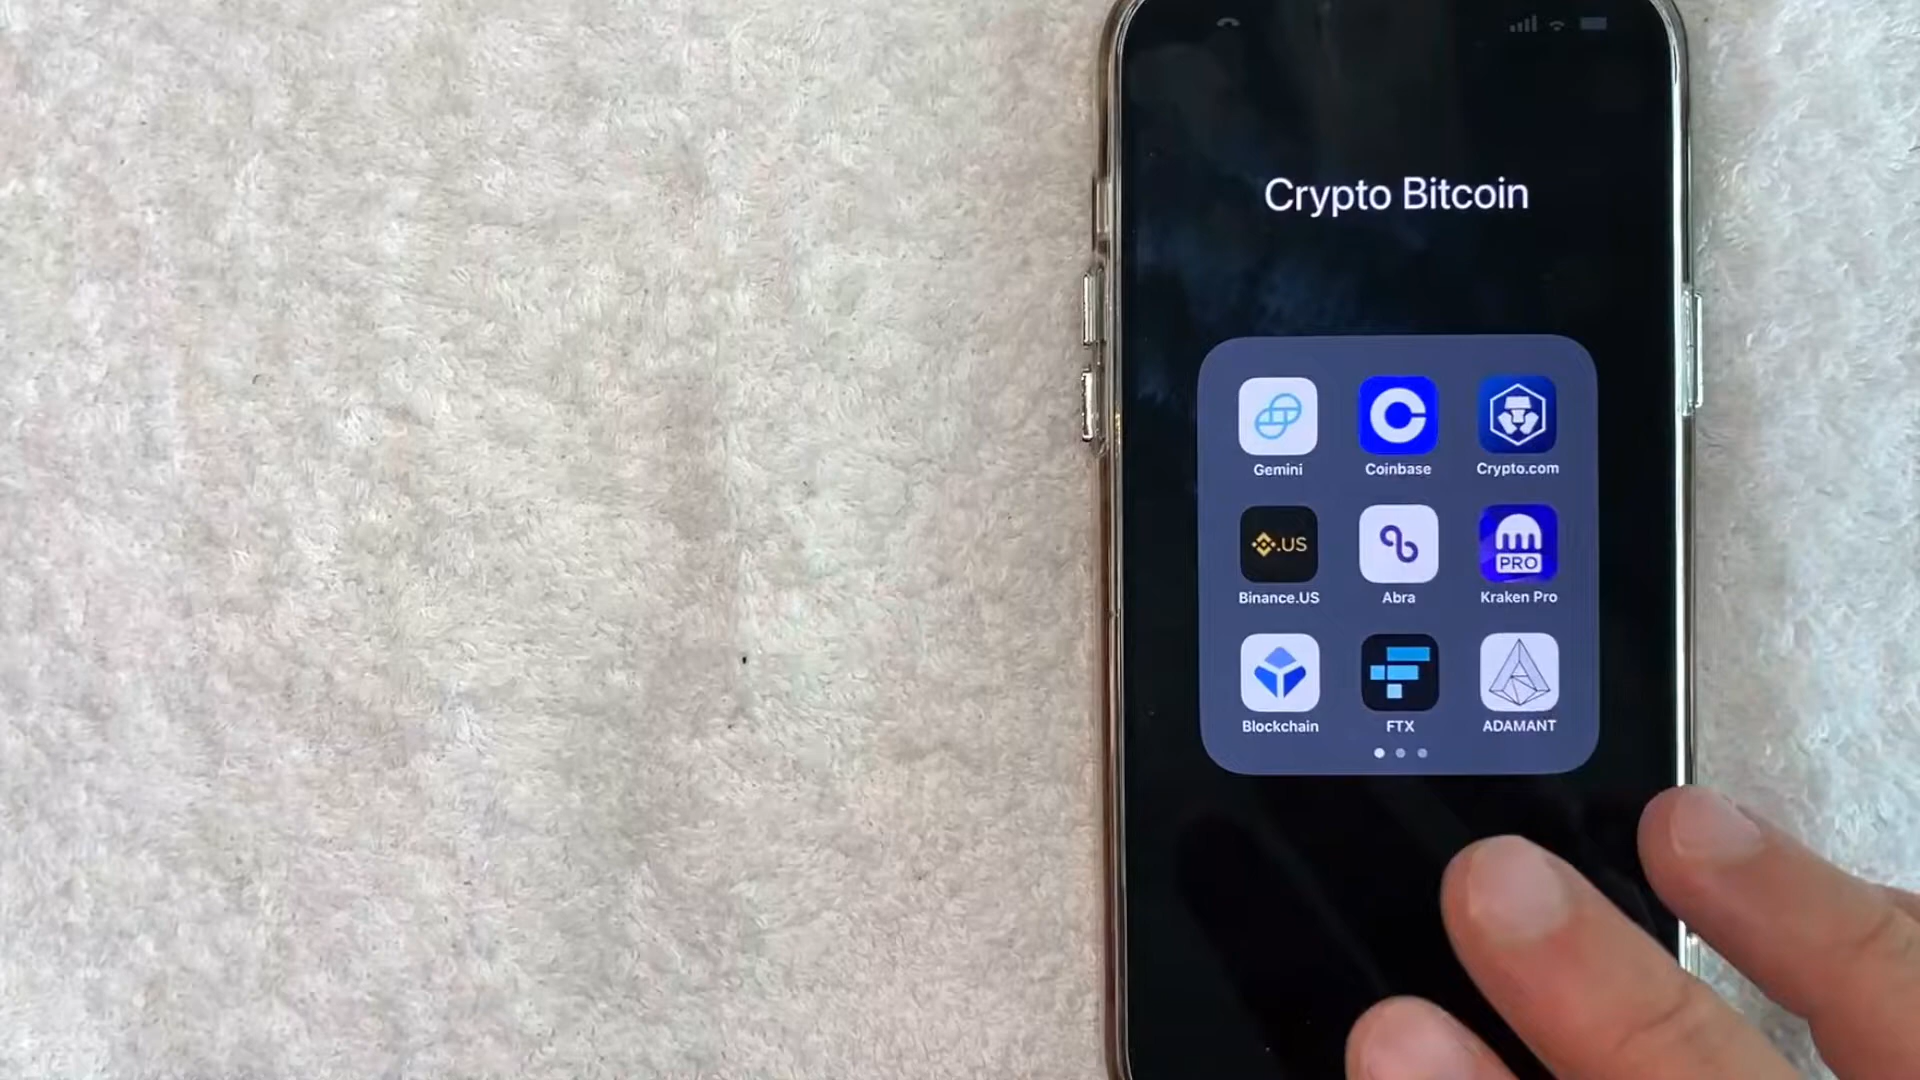 Crypto Bitcoin
Gemini
Coinbase
Crypto.com
.US
PRO
Binance.US
Abra
Kraken Pro
Blockchain
FTX
ADAMANT